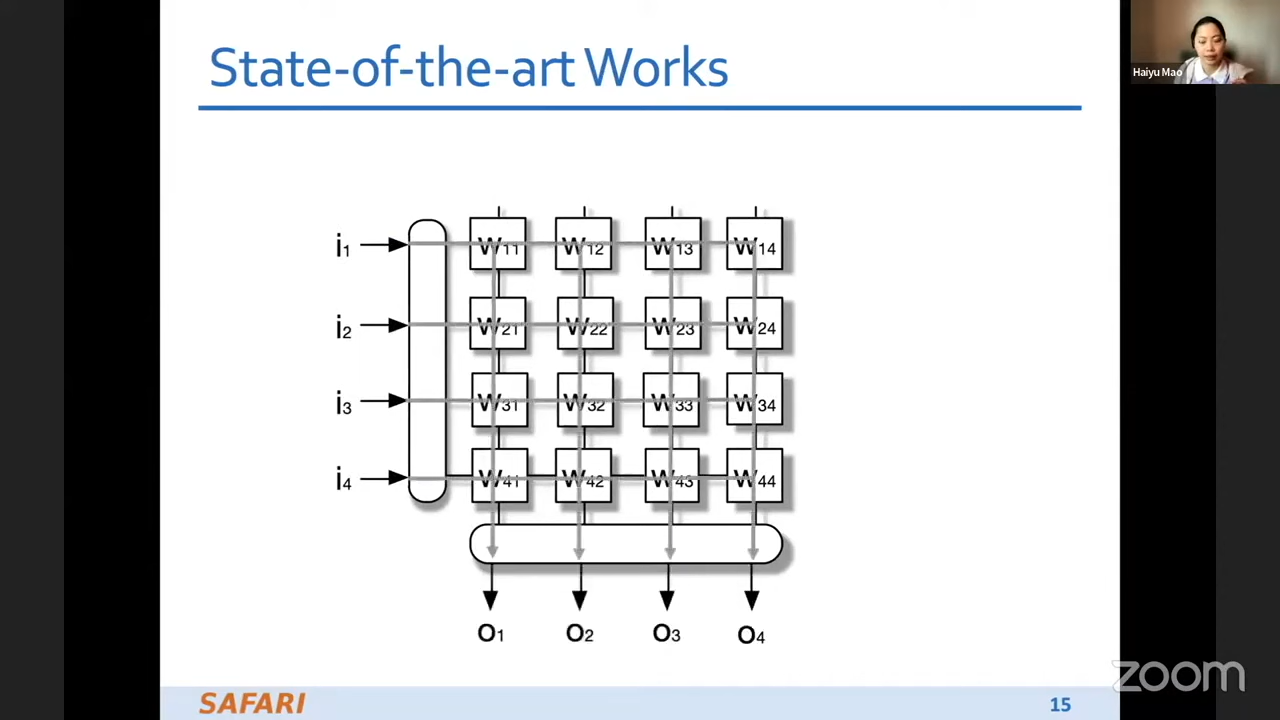 State-of-the-art Works
Haiyu Mao
i1 W11 W12 W13 W14
i2 W21 W22 W23 W24
i3 W31 W32 W33 W34
i4 W41 W42 W43 W44
O1 O2 O3 O4
SAFARI
15
zoom